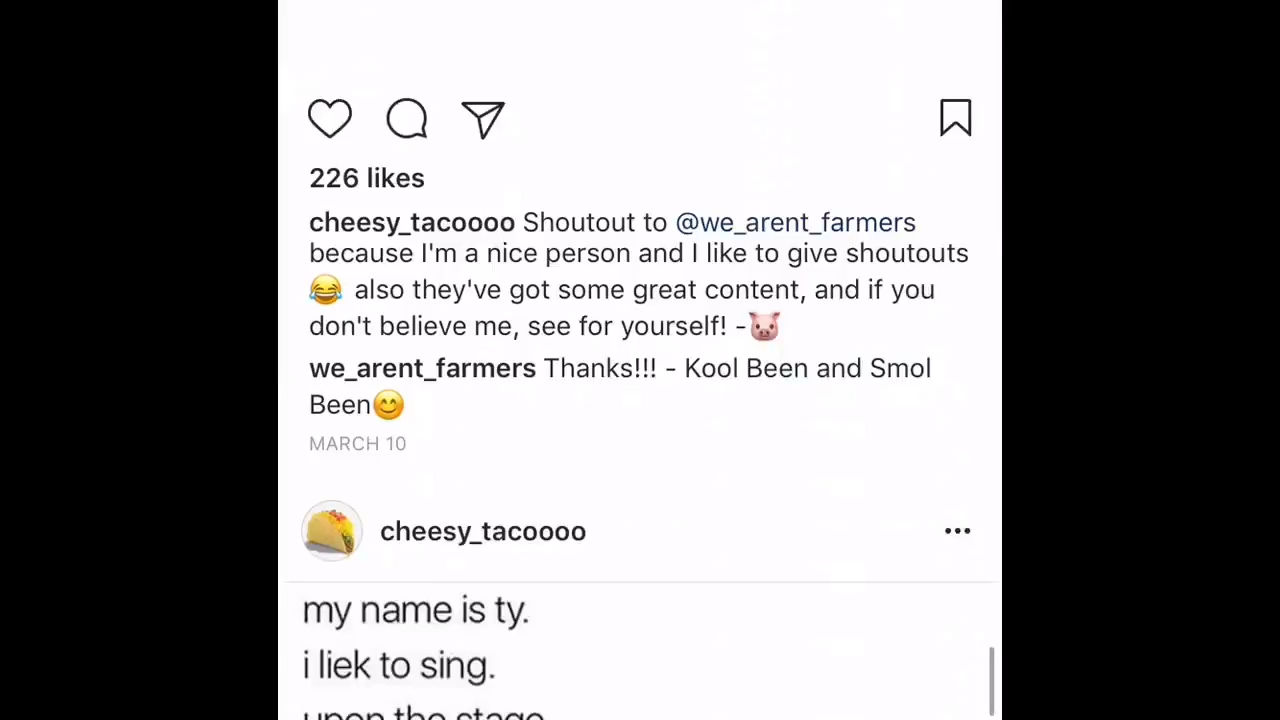 226 likes
cheesy_tacoooo Shoutout to @we_arent_farmers
because I'm a nice person and I like to give shoutouts
😂 also they've got some great content, and if you
don't believe me, see for yourself! -🐷
we_arent_farmers Thanks!!! - Kool Been and Smol
Been😊
MARCH 10
cheesy_tacoooo
my name is ty.
i liek to sing.
upon the stage